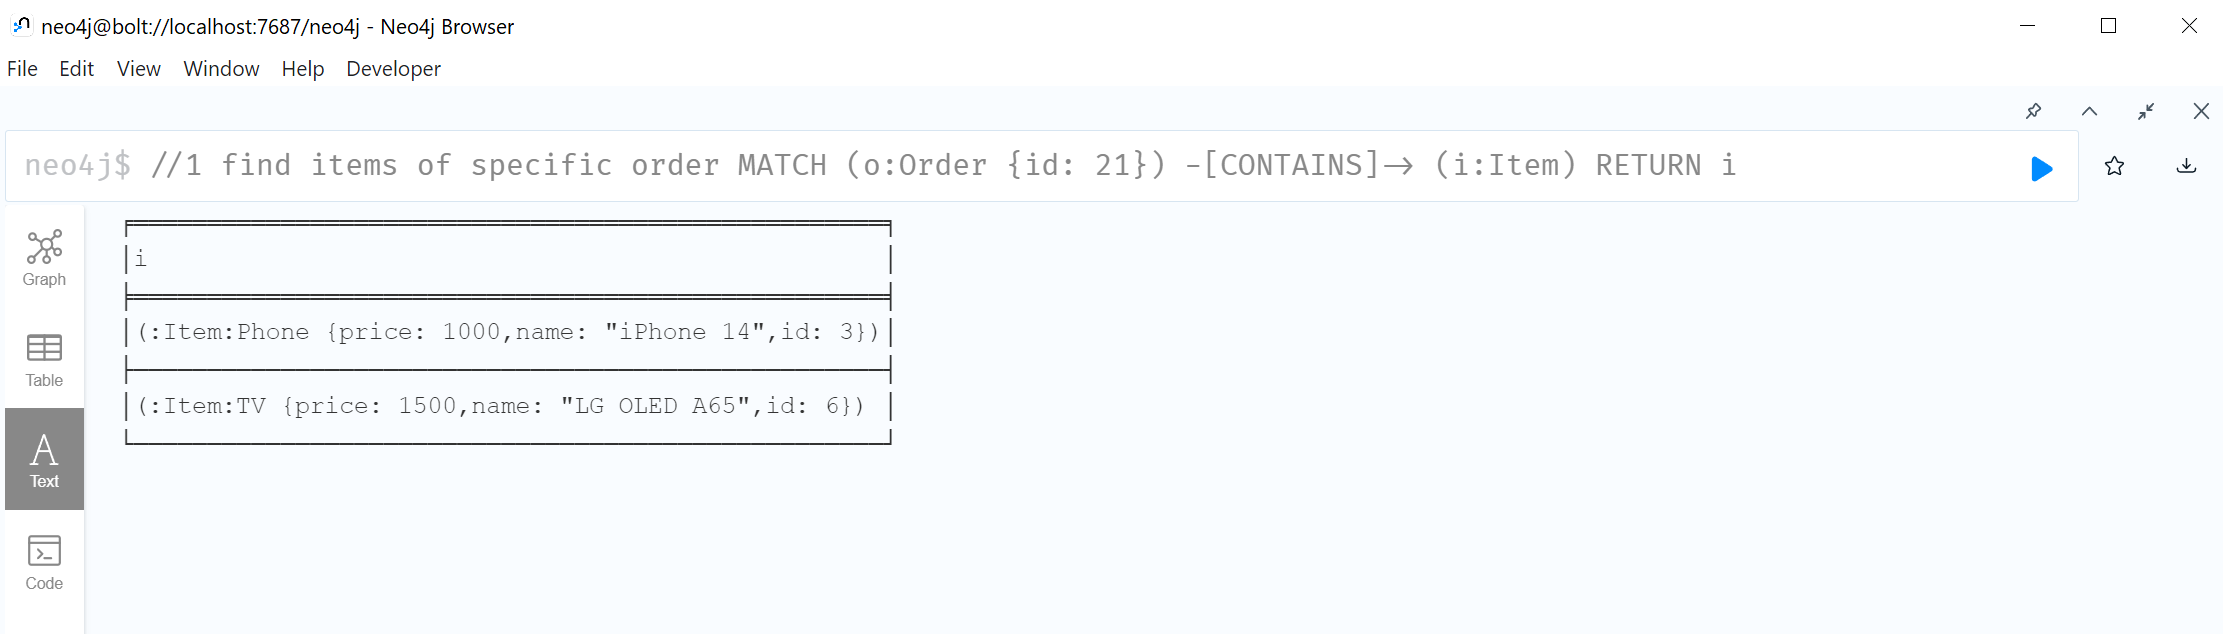 neo4j@bolt://localhost:7687/neo4j - Neo4j Browser
File Edit View Window Help Developer
neo4j$ //1 find items of specific order MATCH (o:Order {id: 21}) -[CONTAINS]-> (i:Item) RETURN i
Graph
Table
Text
Code
i
(:Item:Phone {price: 1000,name: "iPhone 14",id: 3})
(:Item:TV {price: 1500,name: "LG OLED A65",id: 6})